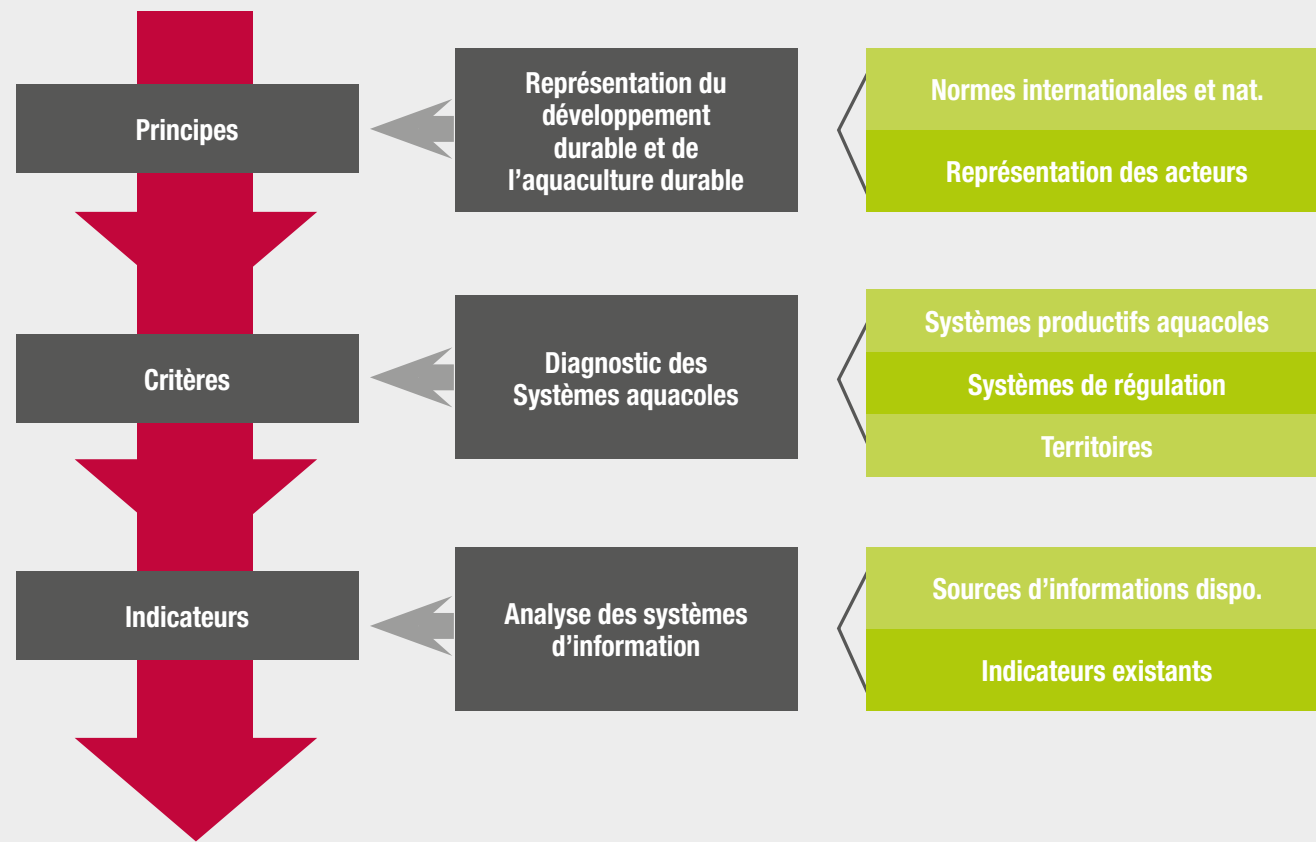 Principes
Représentation du
développement
durable et de
l'aquaculture durable
Normes internationales et nat.
Représentation des acteurs
Critères
Diagnostic des
Systèmes aquacoles
Systèmes productifs aquacoles
Systèmes de régulation
Territoires
Indicateurs
Analyse des systèmes
d'information
Sources d'informations dispo.
Indicateurs existants